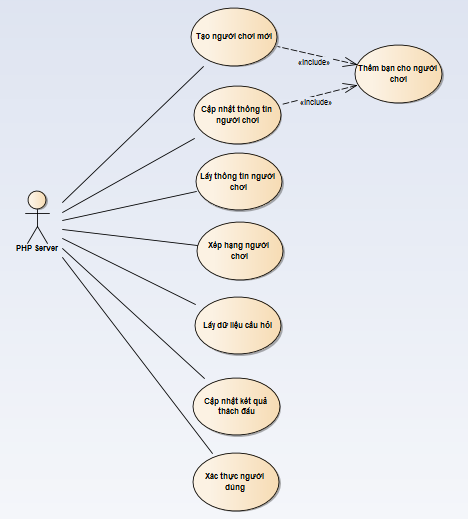 Tạo người chơi mới
«include»
Thêm bạn cho người
chơi
Cập nhật thông tin
người chơi
«include»
Lấy thông tin người
chơi
PHP Server
Xếp hạng người
chơi
Lấy dữ liệu câu hỏi
Cập nhật kết quả
thách đấu
Xác thực người
dùng